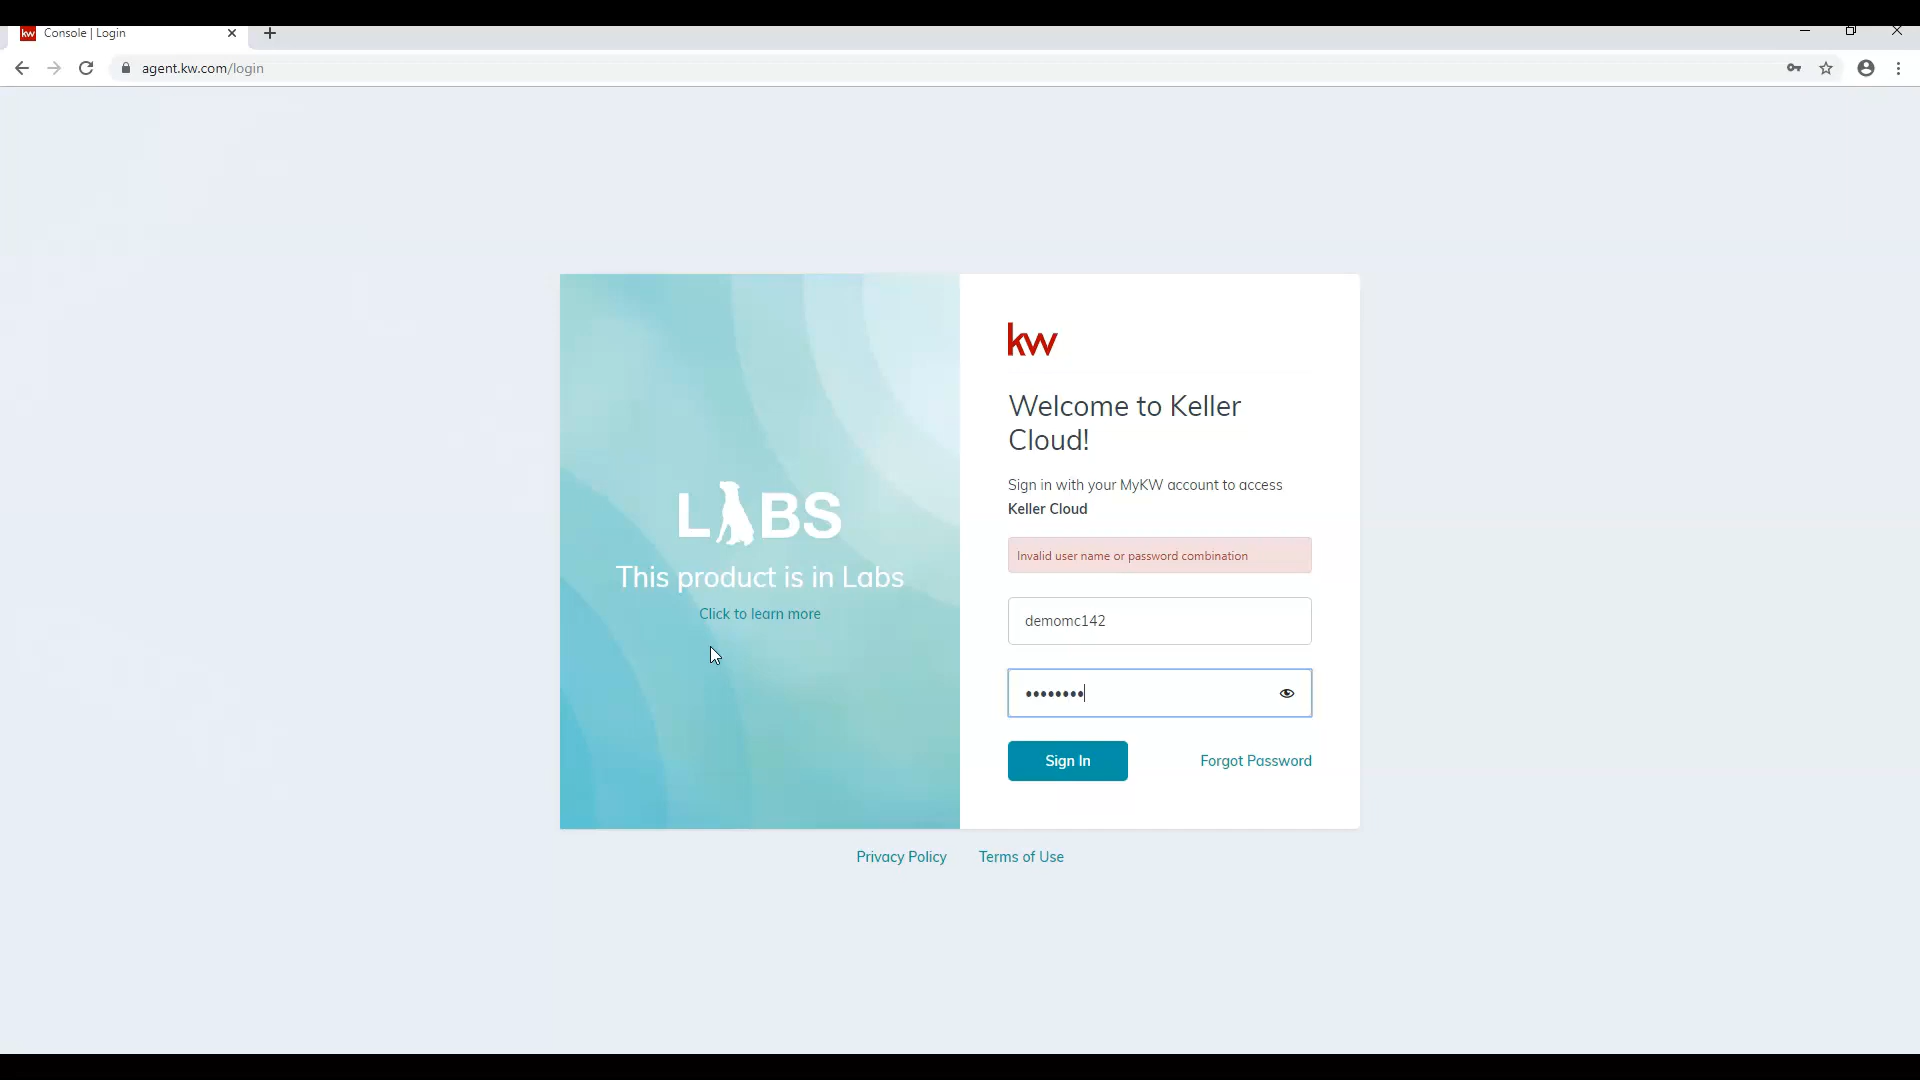 kw Console | Login
agent.kw.com/login
kw
Welcome to Keller
Cloud!
Sign in with your MyKW account to access
Keller Cloud
Invalid user name or password combination
demomc142
••••••••
Sign In Forgot Password
LABS
This product is in Labs
Click to learn more
Privacy Policy Terms of Use